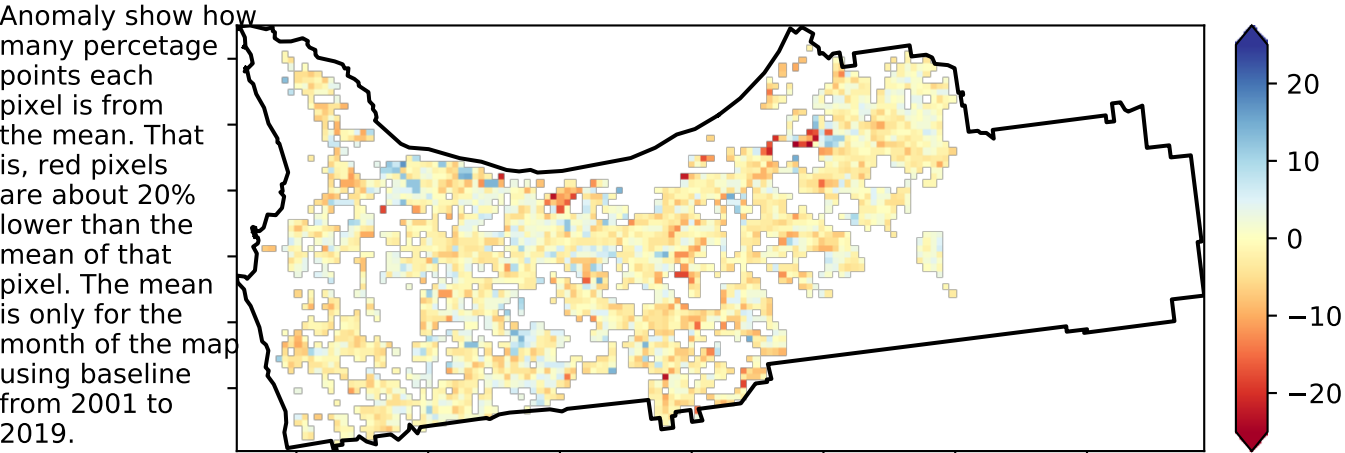 Anomaly show how
many percetage
points each
pixel is from
the mean. That
is, red pixels
are about 20%
lower than the
mean of that
pixel. The mean
is only for the
month of the map
using baseline
from 2001 to
2019.
20
10
0
−10
−20